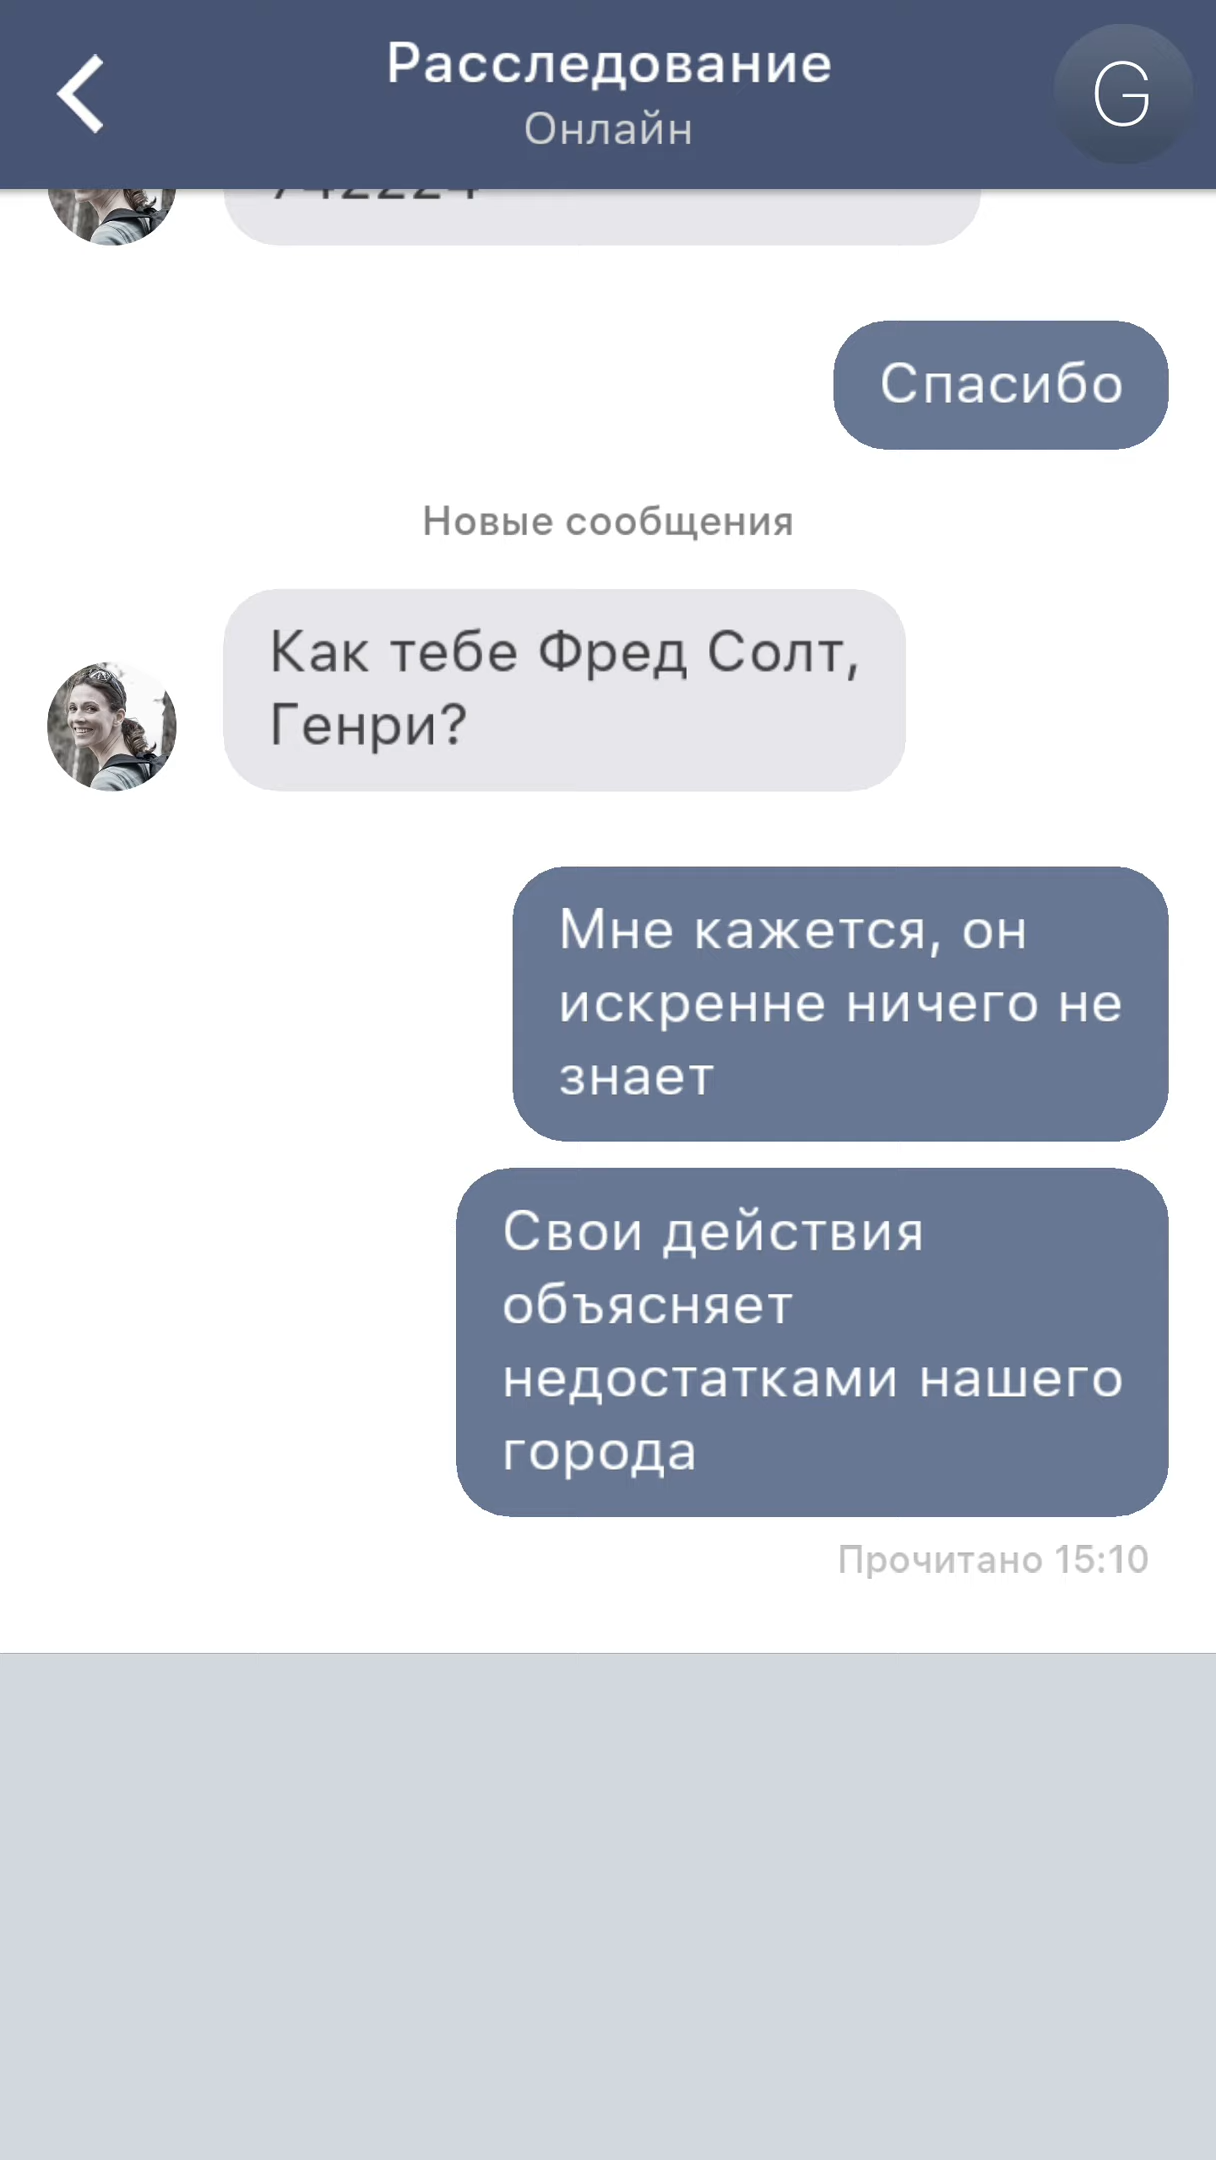 Расследование
Онлайн
G
Спасибо
Новые сообщения
Как тебе Фред Солт,
Генри?
Мне кажется, он
искренне ничего не
знает
Свои действия
объясняет
недостатками нашего
города
Прочитано 15:10